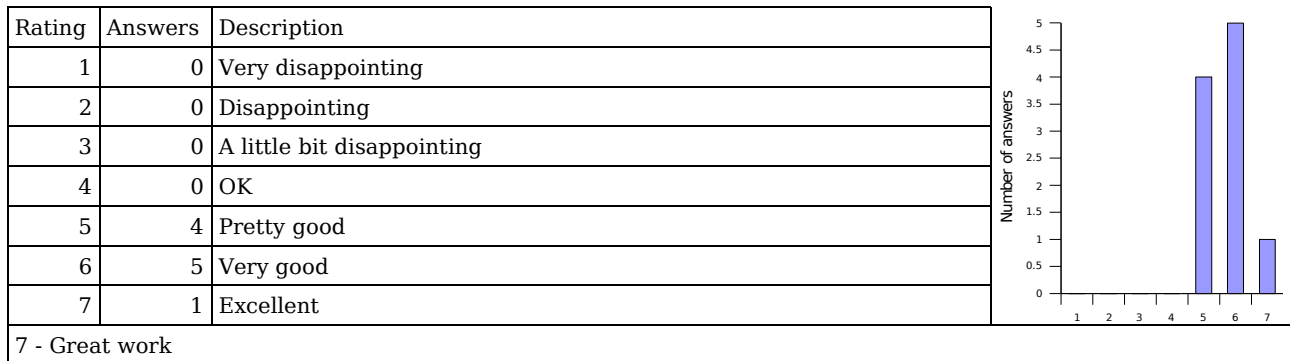 Rating Answers Description
1 0 Very disappointing
2 0 Disappointing
3 0 A little bit disappointing
4 0 OK
5 4 Pretty good
6 5 Very good
7 1 Excellent
7 - Great work
Number of answers
5
4.5
4
3.5
3
2.5
2
1.5
1
0.5
0
1 2 3 4 5 6 7